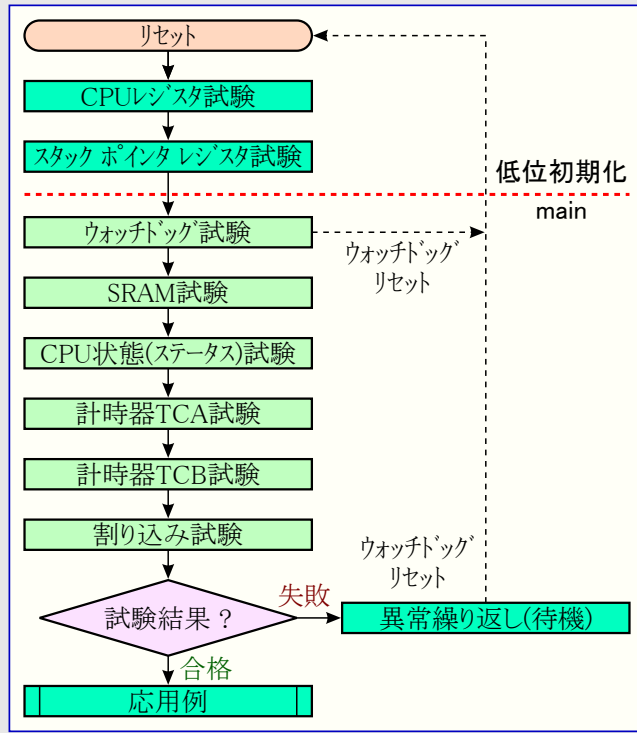 リセット
CPUレジスタ試験
スタック ポインタ レジスタ試験
低位初期化
main
ウォッチドッグ試験
ウォッチドッグ
リセット
SRAM試験
CPU状態(ステータス)試験
計時器TCA試験
計時器TCB試験
割り込み試験
ウォッチドッグ
リセット
試験結果？
失敗
異常繰り返し(待機)
合格
応用例